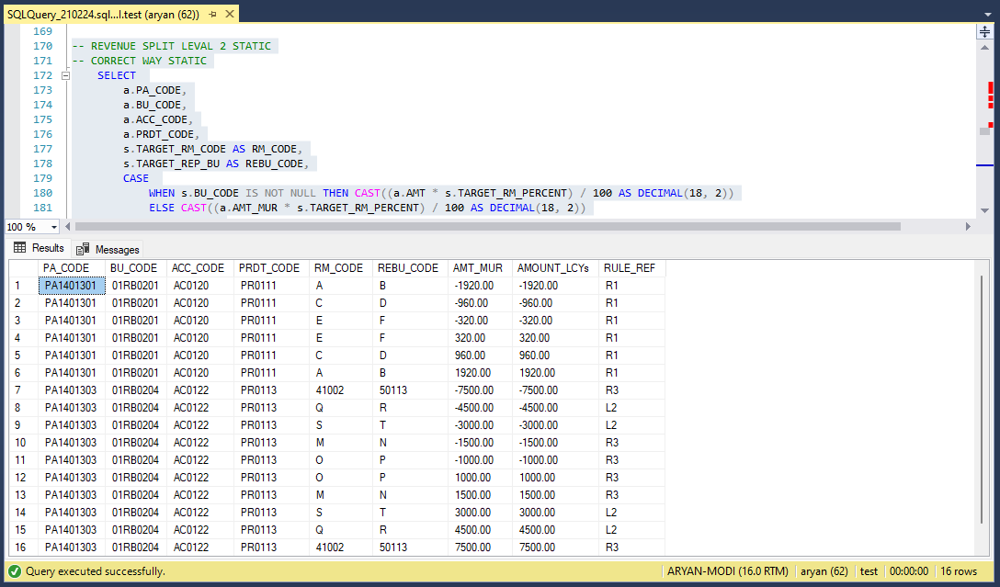 SQLQuery_210224.sql...l.test (aryan (62))
169
170 -- REVENUE SPLIT LEVAL 2 STATIC
171 -- CORRECT WAY STATIC
172 SELECT
173 a.PA_CODE,
174 a.BU_CODE,
175 a.ACC_CODE,
176 a.PRDT_CODE,
177 s.TARGET_RM_CODE AS RM_CODE,
178 s.TARGET_REP_BU AS REBU_CODE,
179 CASE
180 WHEN s.BU_CODE IS NOT NULL THEN CAST((a.AMT * s.TARGET_RM_PERCENT) / 100 AS DECIMAL(18, 2))
181 ELSE CAST((a.AMT_MUR * s.TARGET_RM_PERCENT) / 100 AS DECIMAL(18, 2))
100 %
Results Messages
PA_CODE BU_CODE ACC_CODE PRDT_CODE RM_CODE REBU_CODE AMT_MUR AMOUNT_LCYs RULE_REF
1 PA1401301 01RB0201 AC0120 PR0111 A B -1920.00 -1920.00 R1
2 PA1401301 01RB0201 AC0120 PR0111 C D -960.00 -960.00 R1
3 PA1401301 01RB0201 AC0120 PR0111 E F -320.00 -320.00 R1
4 PA1401301 01RB0201 AC0120 PR0111 E F 320.00 320.00 R1
5 PA1401301 01RB0201 AC0120 PR0111 C D 960.00 960.00 R1
6 PA1401301 01RB0201 AC0120 PR0111 A B 1920.00 1920.00 R1
7 PA1401303 01RB0204 AC0122 PR0113 41002 50113 -7500.00 -7500.00 R3
8 PA1401303 01RB0204 AC0122 PR0113 Q R -4500.00 -4500.00 L2
9 PA1401303 01RB0204 AC0122 PR0113 S T -3000.00 -3000.00 L2
10 PA1401303 01RB0204 AC0122 PR0113 M N -1500.00 -1500.00 R3
11 PA1401303 01RB0204 AC0122 PR0113 O P -1000.00 -1000.00 R3
12 PA1401303 01RB0204 AC0122 PR0113 O P 1000.00 1000.00 R3
13 PA1401303 01RB0204 AC0122 PR0113 M N 1500.00 1500.00 R3
14 PA1401303 01RB0204 AC0122 PR0113 S T 3000.00 3000.00 L2
15 PA1401303 01RB0204 AC0122 PR0113 Q R 4500.00 4500.00 L2
16 PA1401303 01RB0204 AC0122 PR0113 41002 50113 7500.00 7500.00 R3
Query executed successfully. ARYAN-MODI (16.0 RTM) aryan (62) test 00:00:00 16 rows